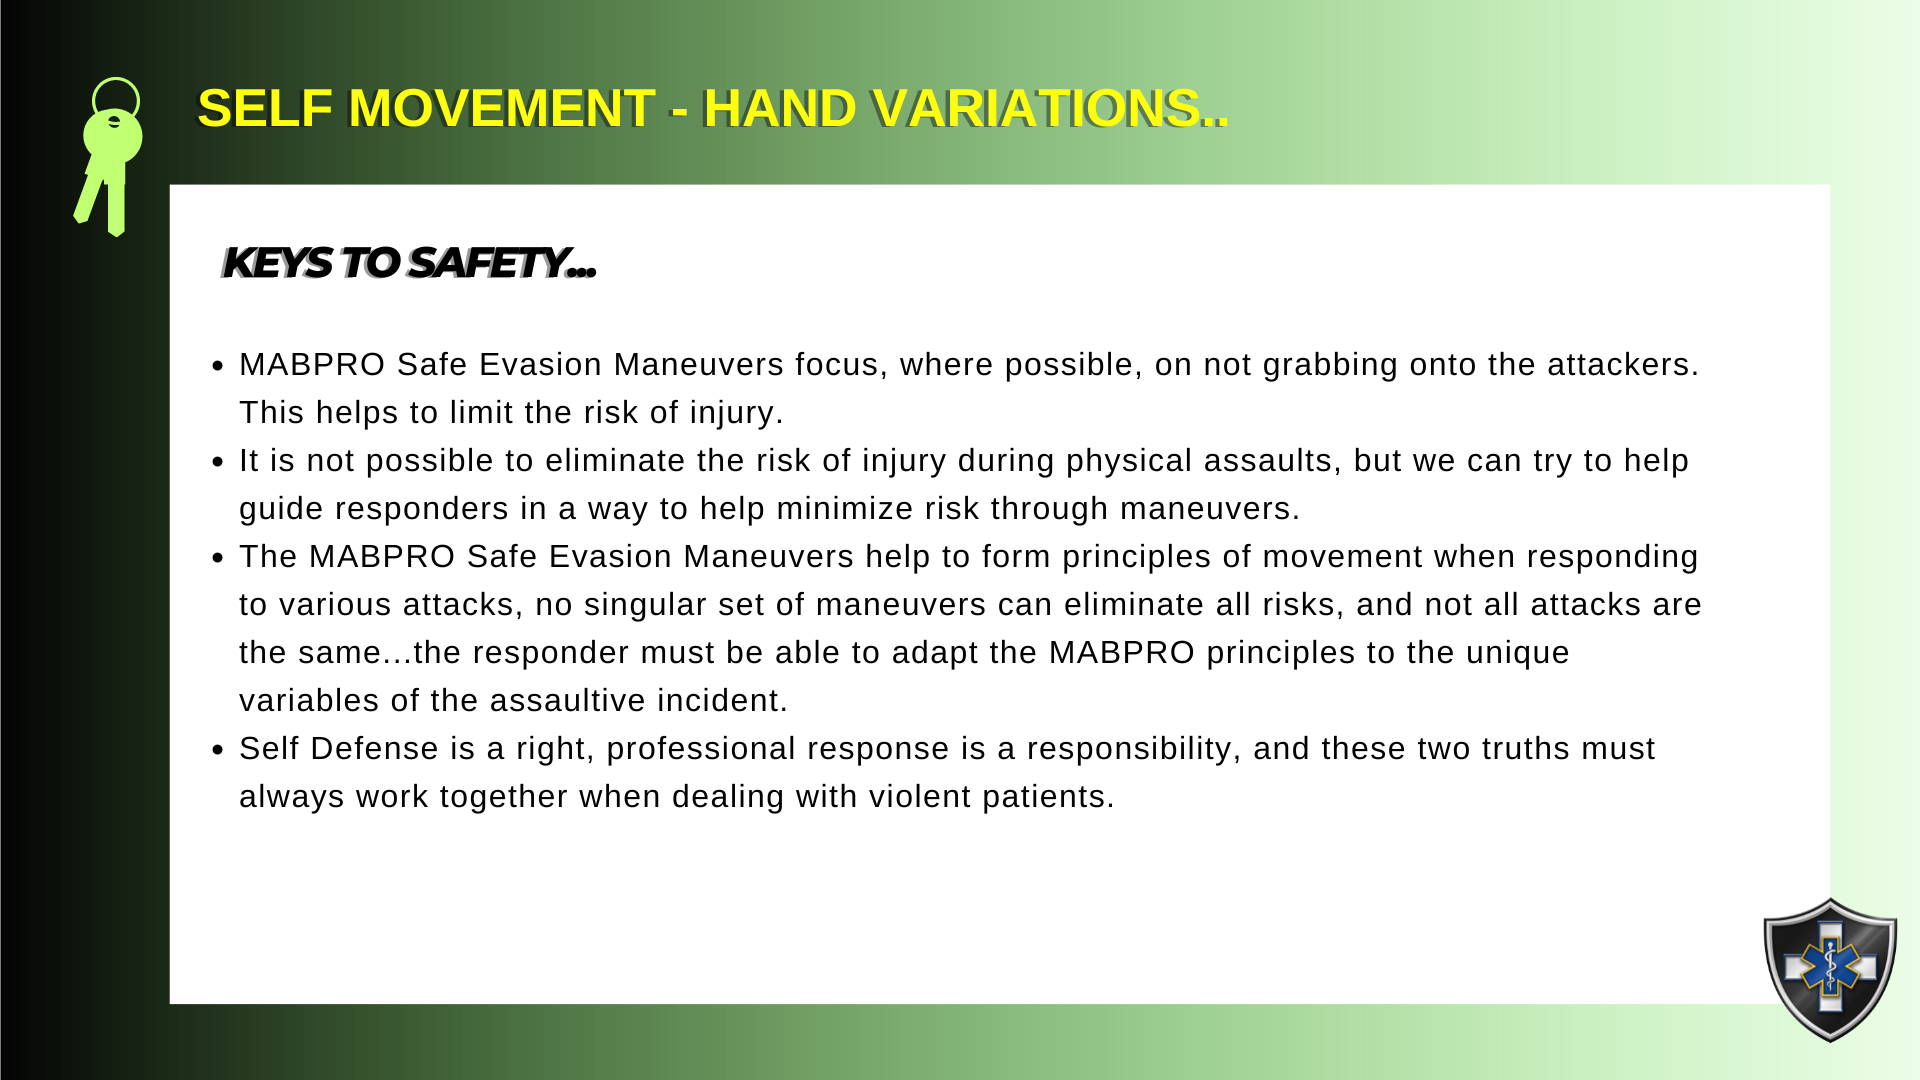 SELF MOVEMENT - HAND VARIATIONS..
KEYS TO SAFETY...
• MABPRO Safe Evasion Maneuvers focus, where possible, on not grabbing onto the attackers.
This helps to limit the risk of injury.
• It is not possible to eliminate the risk of injury during physical assaults, but we can try to help
guide responders in a way to help minimize risk through maneuvers.
• The MABPRO Safe Evasion Maneuvers help to form principles of movement when responding
to various attacks, no singular set of maneuvers can eliminate all risks, and not all attacks are
the same...the responder must be able to adapt the MABPRO principles to the unique
variables of the assaultive incident.
• Self Defense is a right, professional response is a responsibility, and these two truths must
always work together when dealing with violent patients.